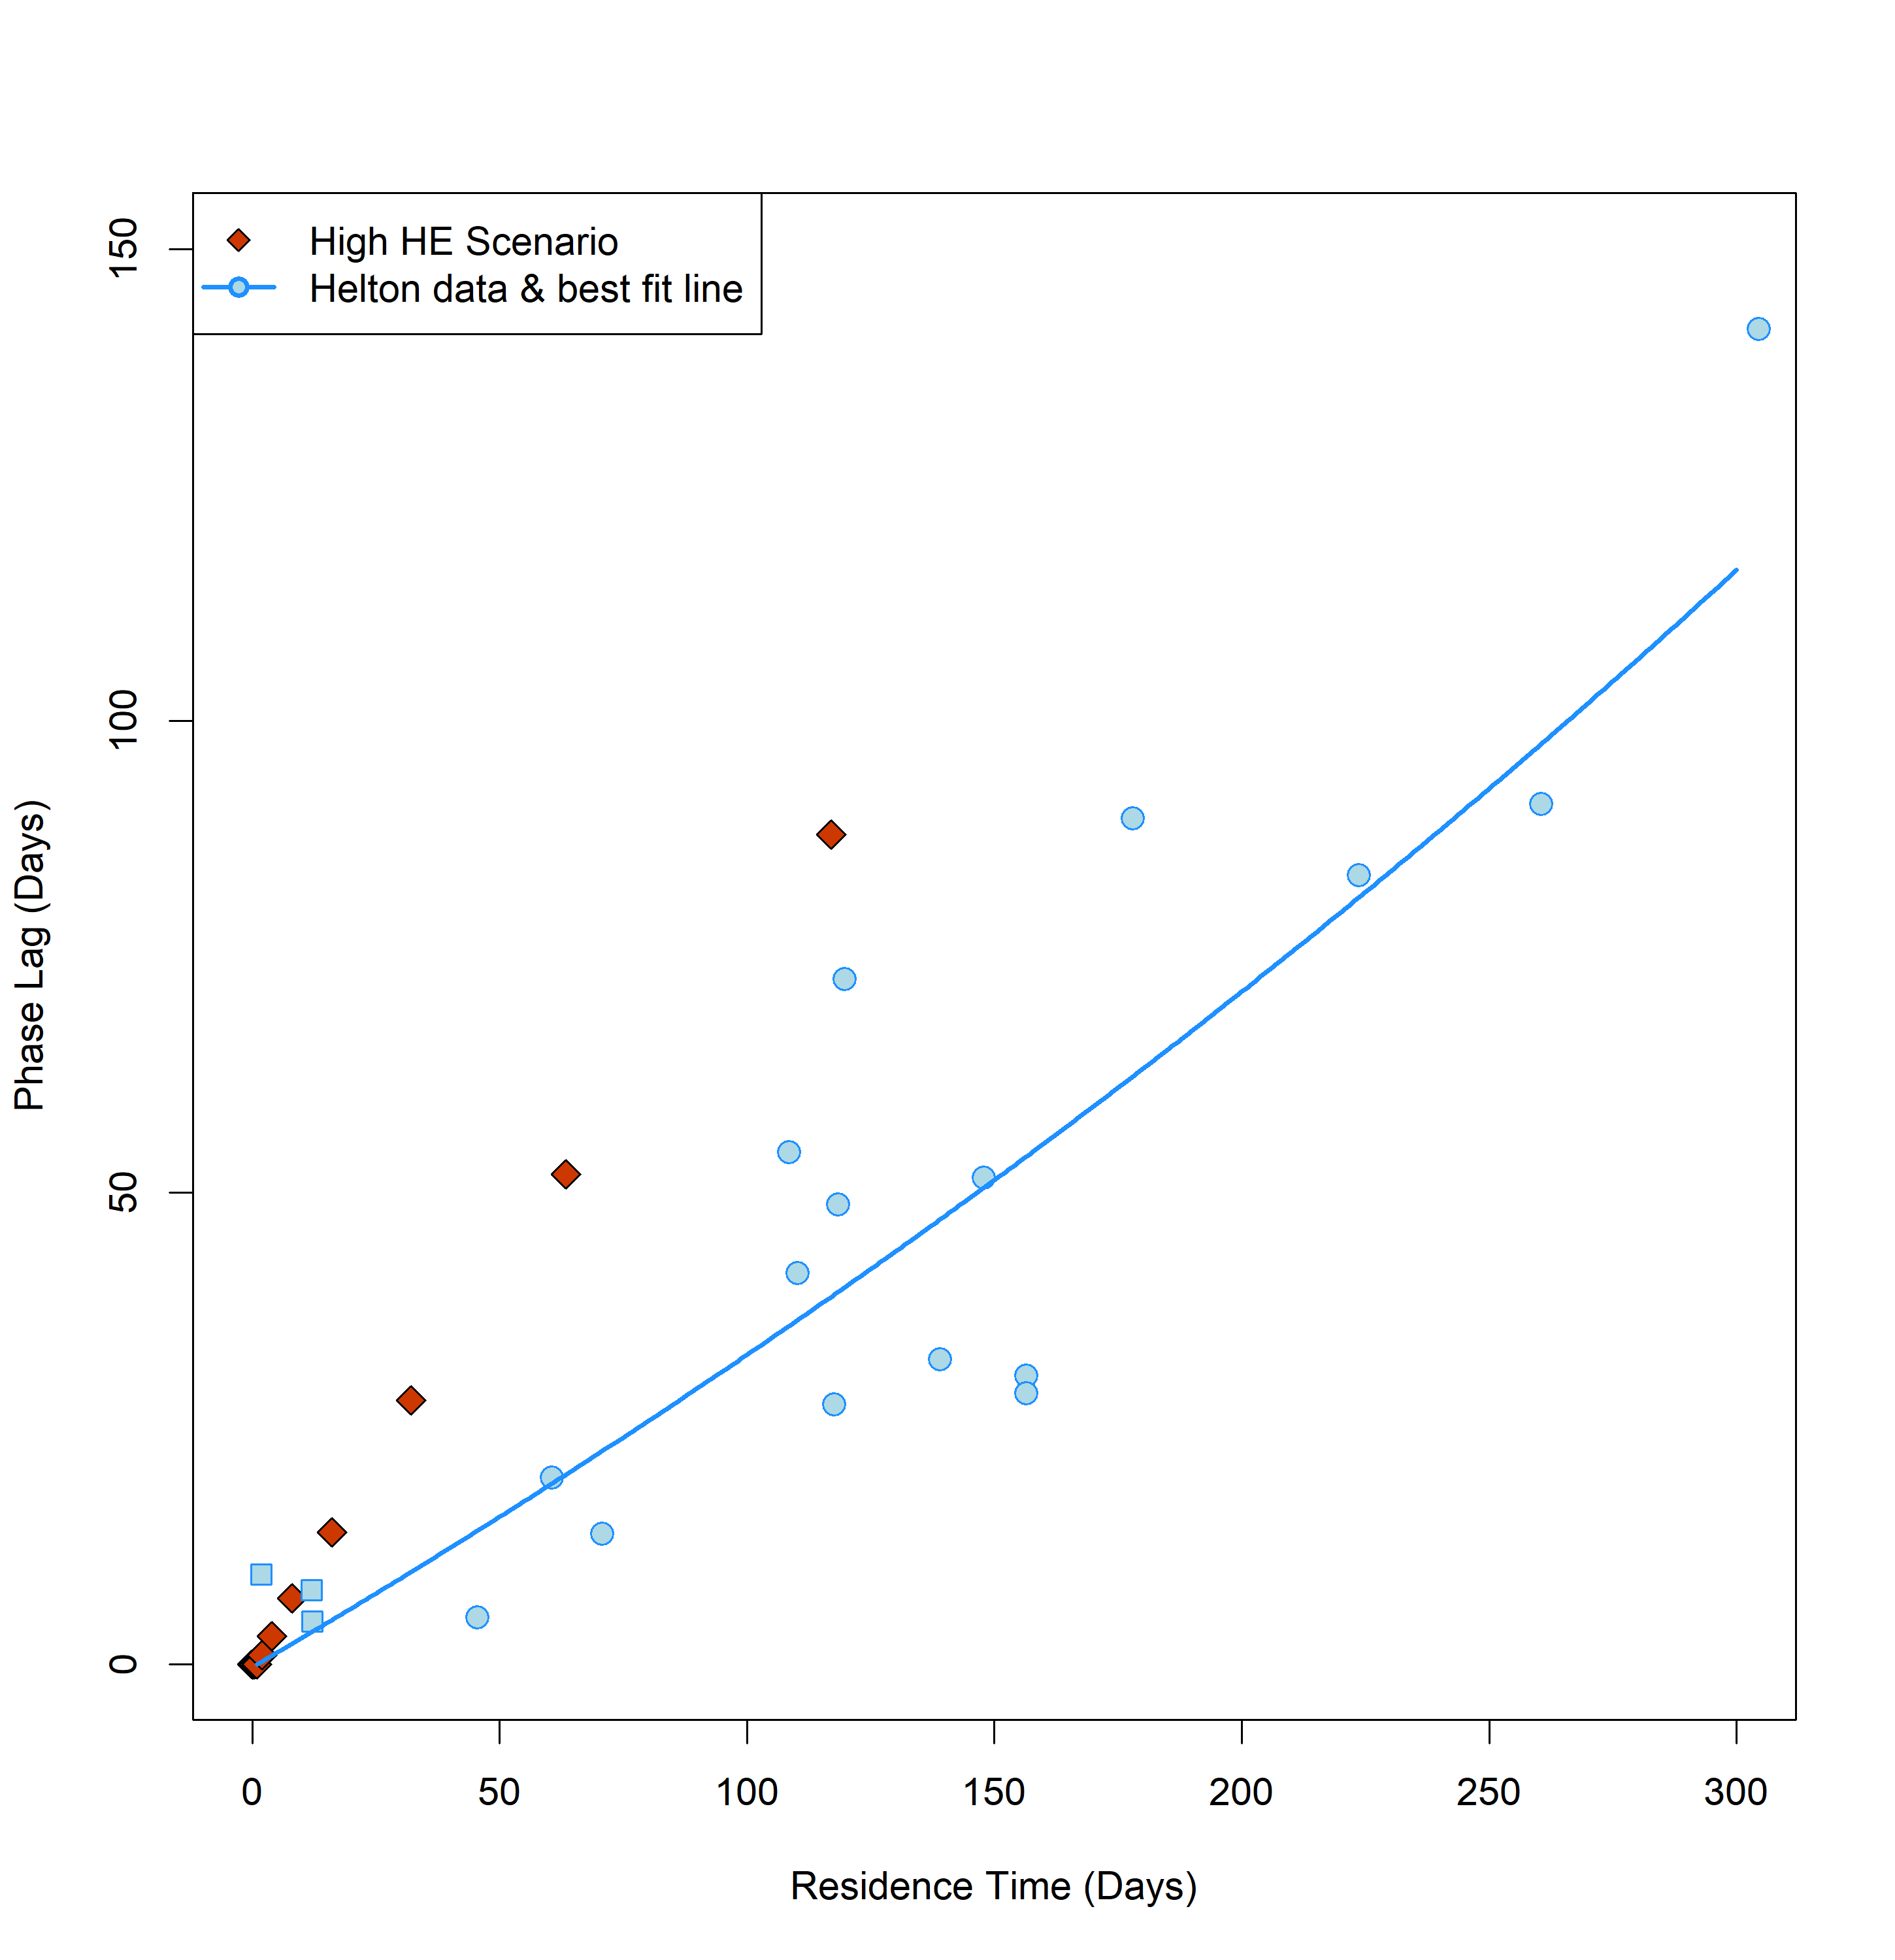 High HE Scenario
Helton data & best fit line
150
100
50
0
Phase Lag (Days)
0 50 100 150 200 250 300
Residence Time (Days)